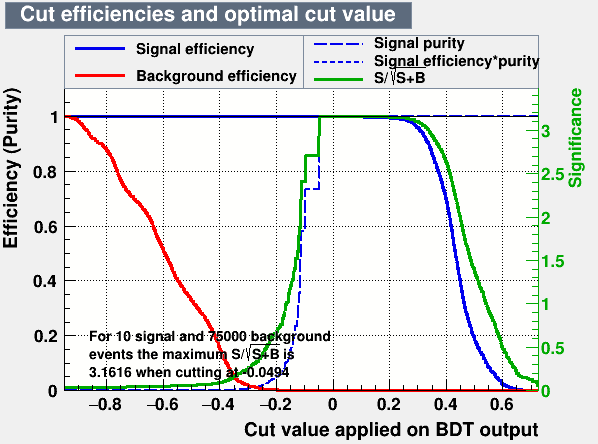 Cut efficiencies and optimal cut value
Signal efficiency
Background efficiency
Signal purity
Signal efficiency*purity
S/√S+B
Efficiency (Purity)
1
0.8
0.6
0.4
0.2
0
Significance
3
2.5
2
1.5
1
0.5
0
For 10 signal and 75000 background
events the maximum S/√S+B is
3.1616 when cutting at -0.0494
−0.8 −0.6 −0.4 −0.2 0 0.2 0.4 0.6
Cut value applied on BDT output